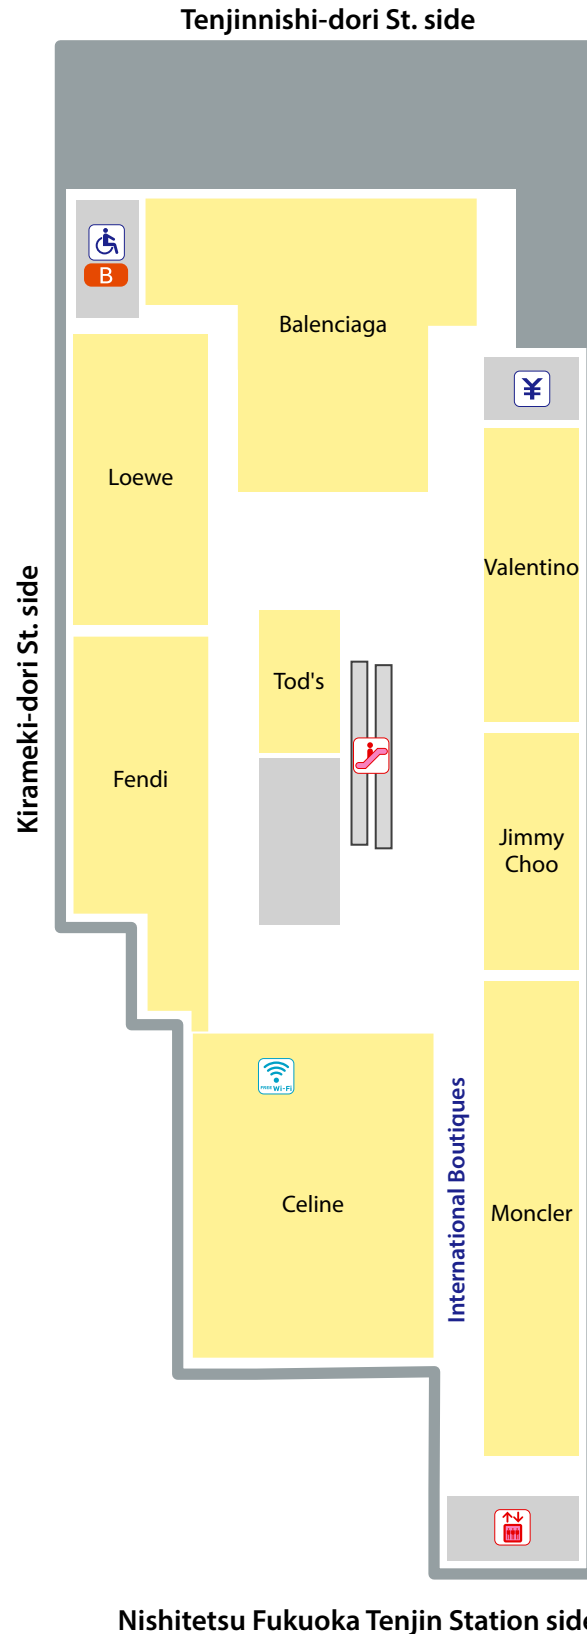 Tenjinnishi-dori St. side
B
Balenciaga
¥
Loewe
Valentino
Kirameki-dori St. side
Tod's
Fendi
Jimmy
Choo
FREE Wi-Fi
International Boutiques
Celine
Moncler
Nishitetsu Fukuoka Tenjin Station side